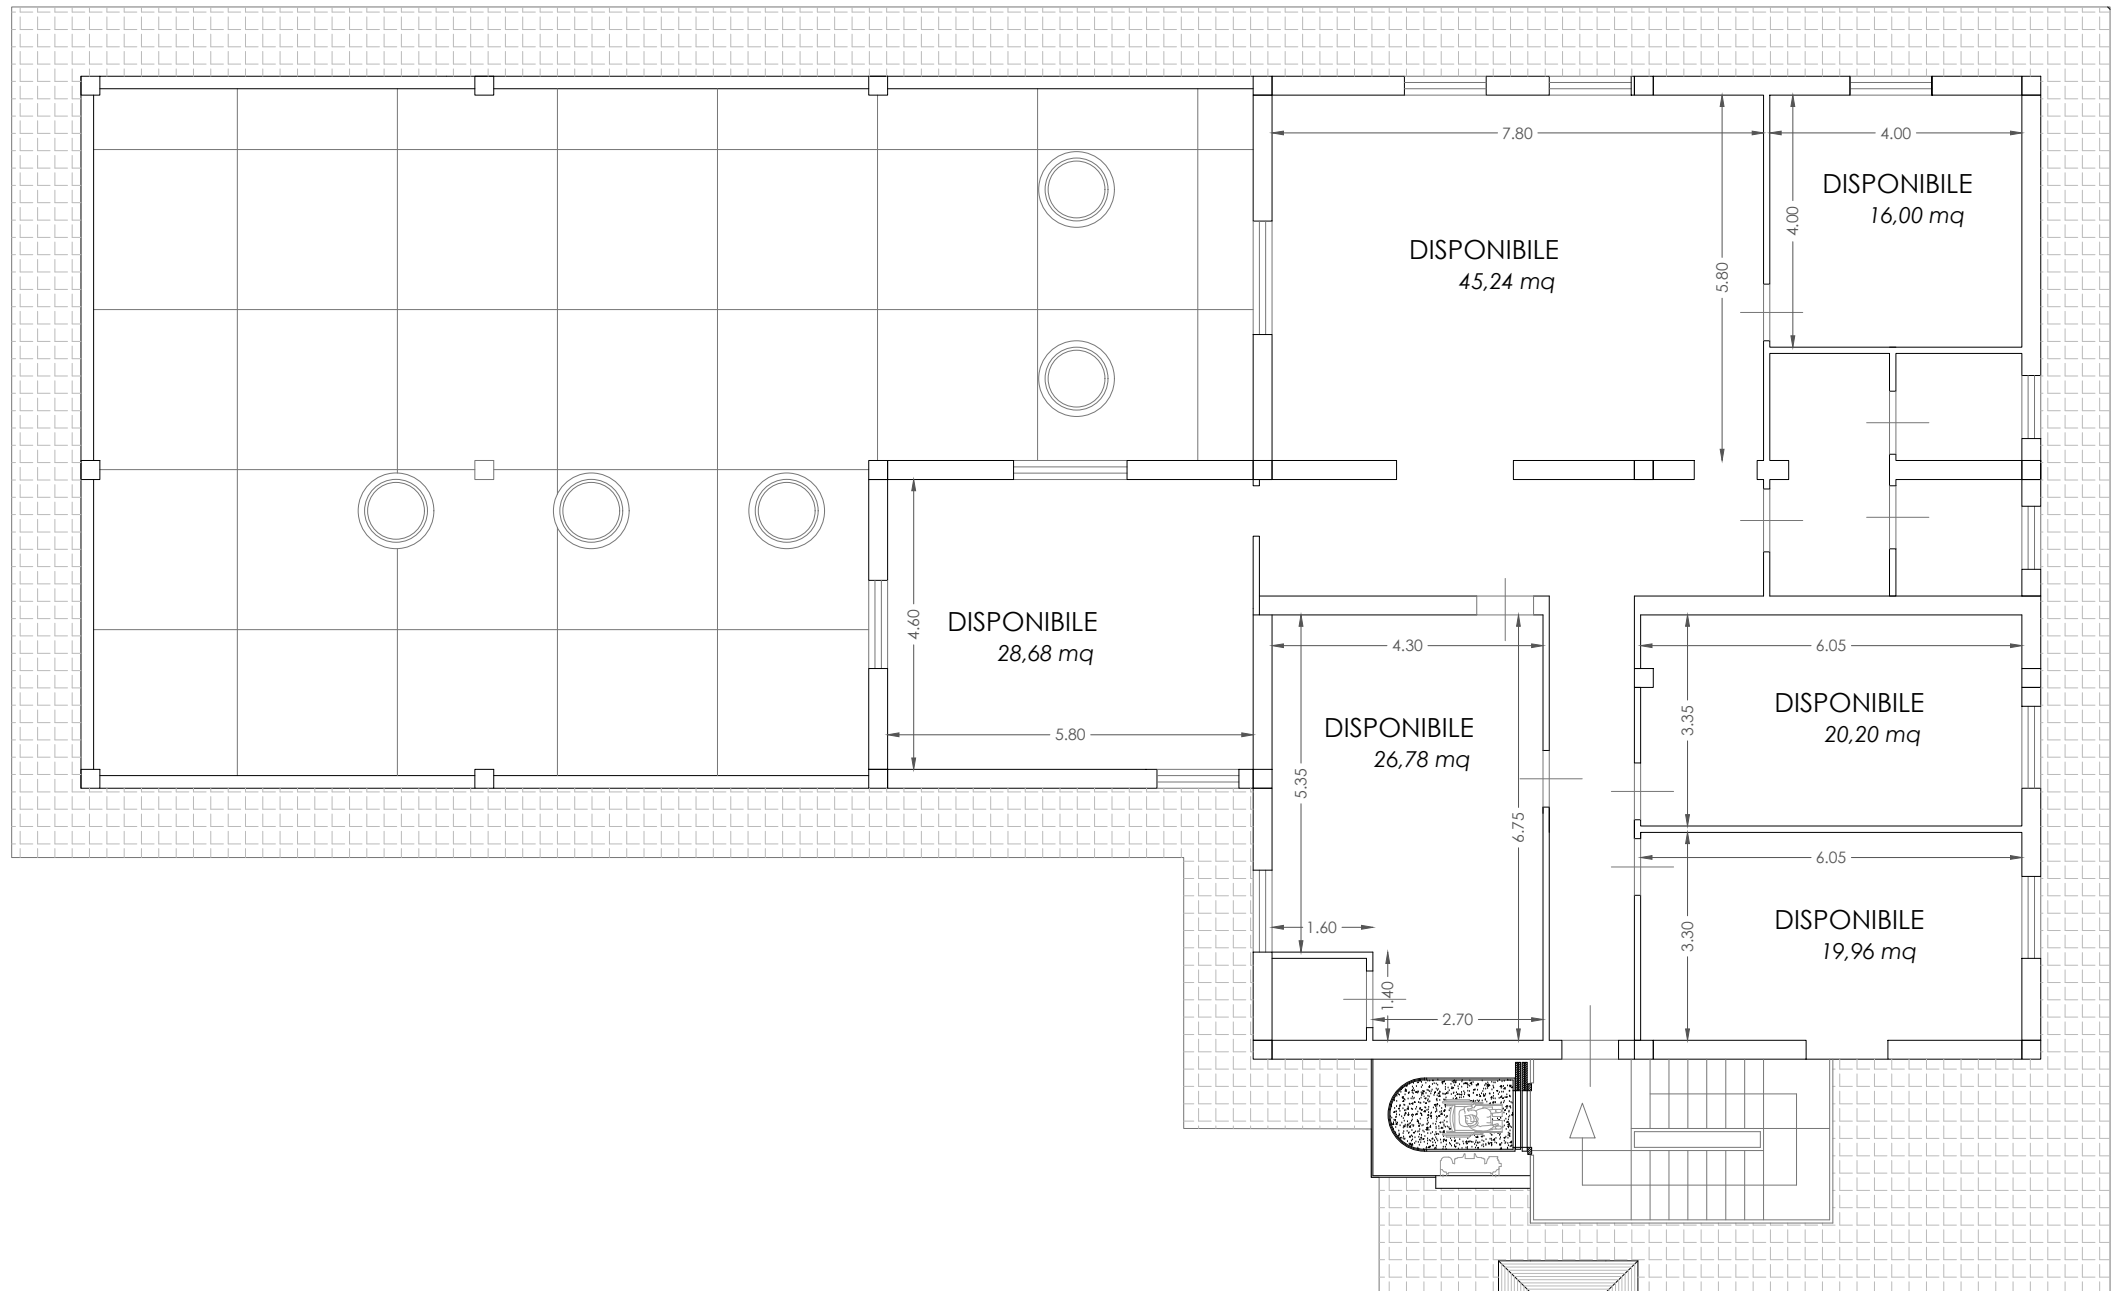 7.80
4.00
DISPONIBILE
16,00 mq
4.00
DISPONIBILE
45,24 mq
5.80
DISPONIBILE
28,68 mq
4.60
5.80
4.30
6.05
DISPONIBILE
20,20 mq
3.35
DISPONIBILE
26,78 mq
5.35
6.75
6.05
DISPONIBILE
19,96 mq
3.30
1.60
1.40
2.70